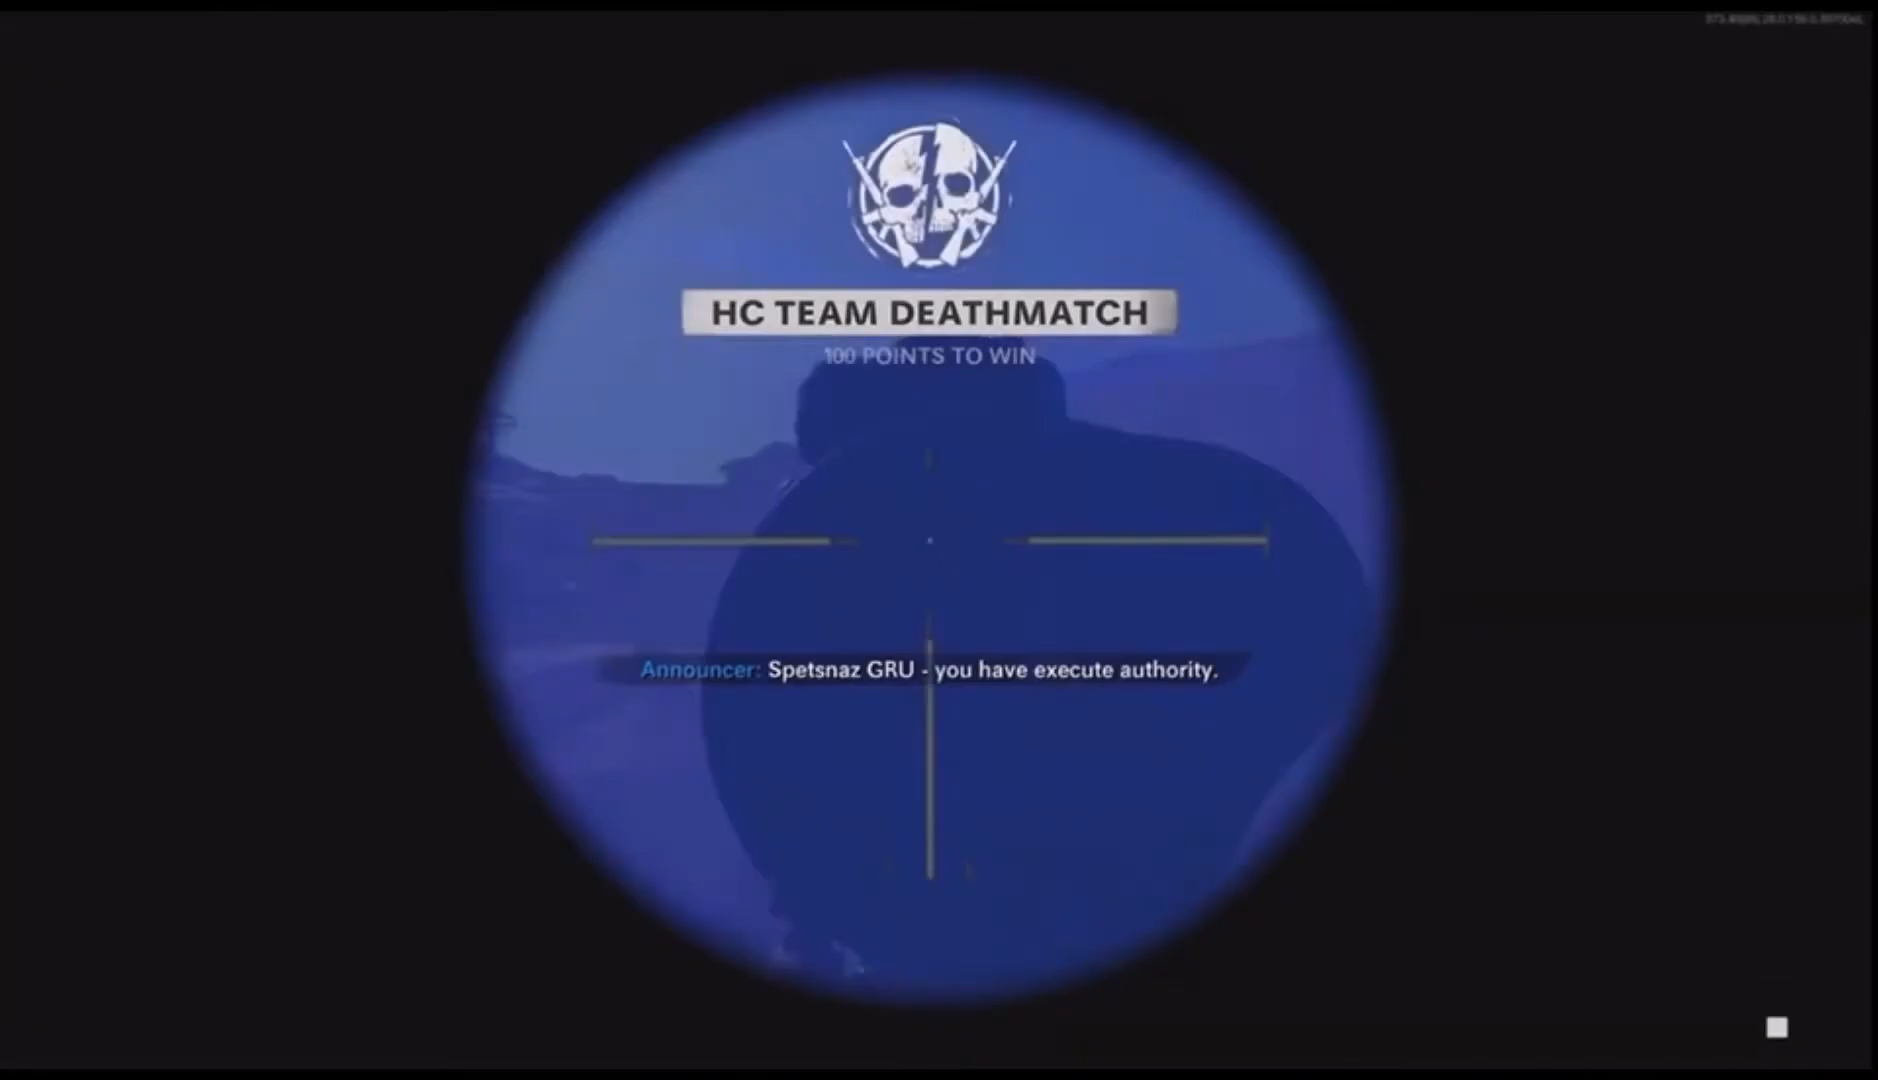 HC TEAM DEATHMATCH
100 POINTS TO WIN
Announcer: Spetsnaz GRU - you have execute authority.